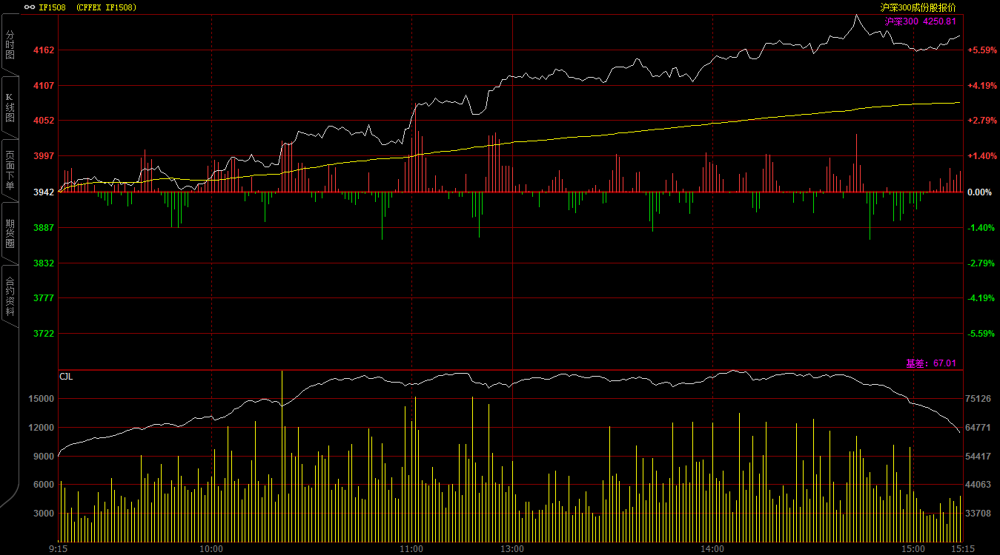 IF1508 (CFFEX IF1508)
沪深300成份股报价
沪深300 4250.81
分时图
K线图
页面下单
期货圈
合约资料
4162 +5.59%
4107 +4.19%
4052 +2.79%
3997 +1.40%
3942 0.00%
3887 -1.40%
3832 -2.79%
3777 -4.19%
3722 -5.59%
基差: 67.01
CJL
15000 75126
12000 64771
9000 54417
6000 44063
3000 33708
9:15 10:00 11:00 13:00 14:00 15:00 15:15